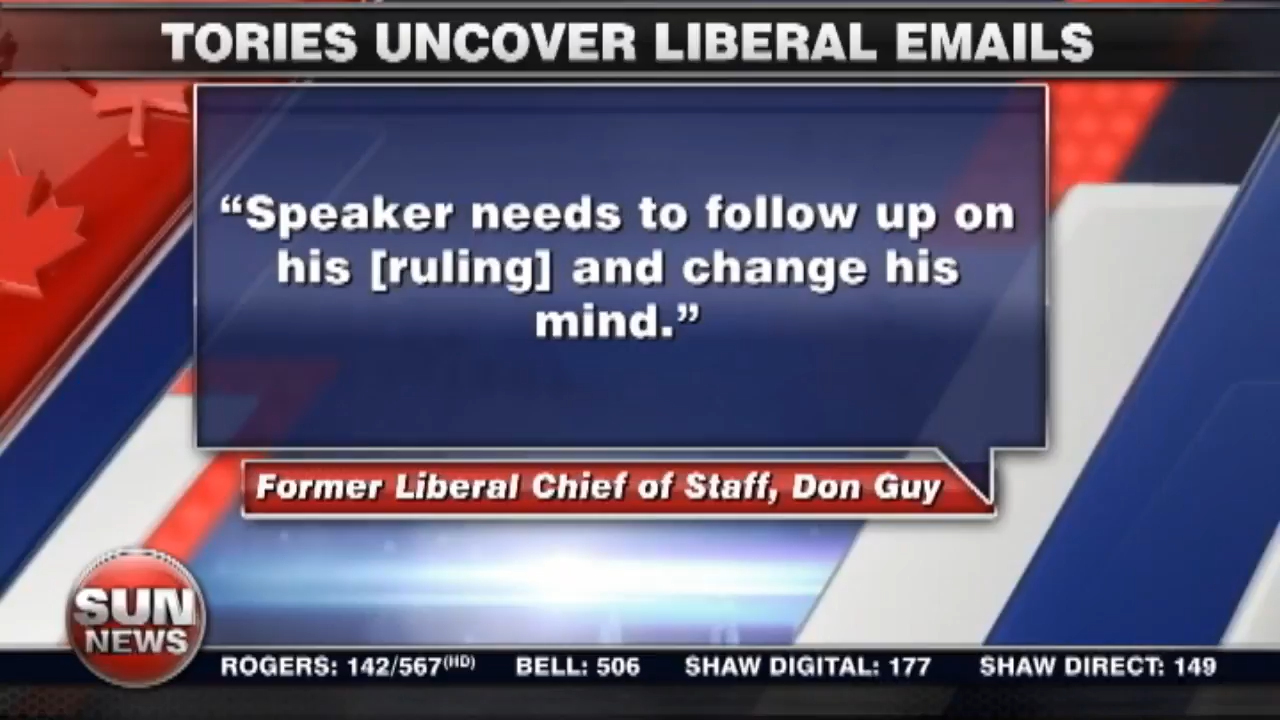 TORIES UNCOVER LIBERAL EMAILS
“Speaker needs to follow up on
his [ruling] and change his
mind.”
Former Liberal Chief of Staff, Don Guy
SUN
NEWS
ROGERS: 142/567(HD) BELL: 506 SHAW DIGITAL: 177 SHAW DIRECT: 149